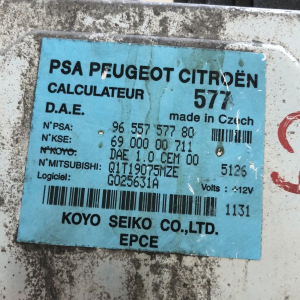 PSA PEUGEOT CITROËN
CALCULATEUR 577
D.A.E. made in Czech
N°PSA: 96 557 577 80
N°KSE: 69 000 00 711
N°KOYO: DAE 1.0 CEM 00
N°MITSUBISHI: Q1T19075MZE 5126
Logiciel: G025631A Volts : 12V
1131
KOYO SEIKO CO.,LTD.
EPCE